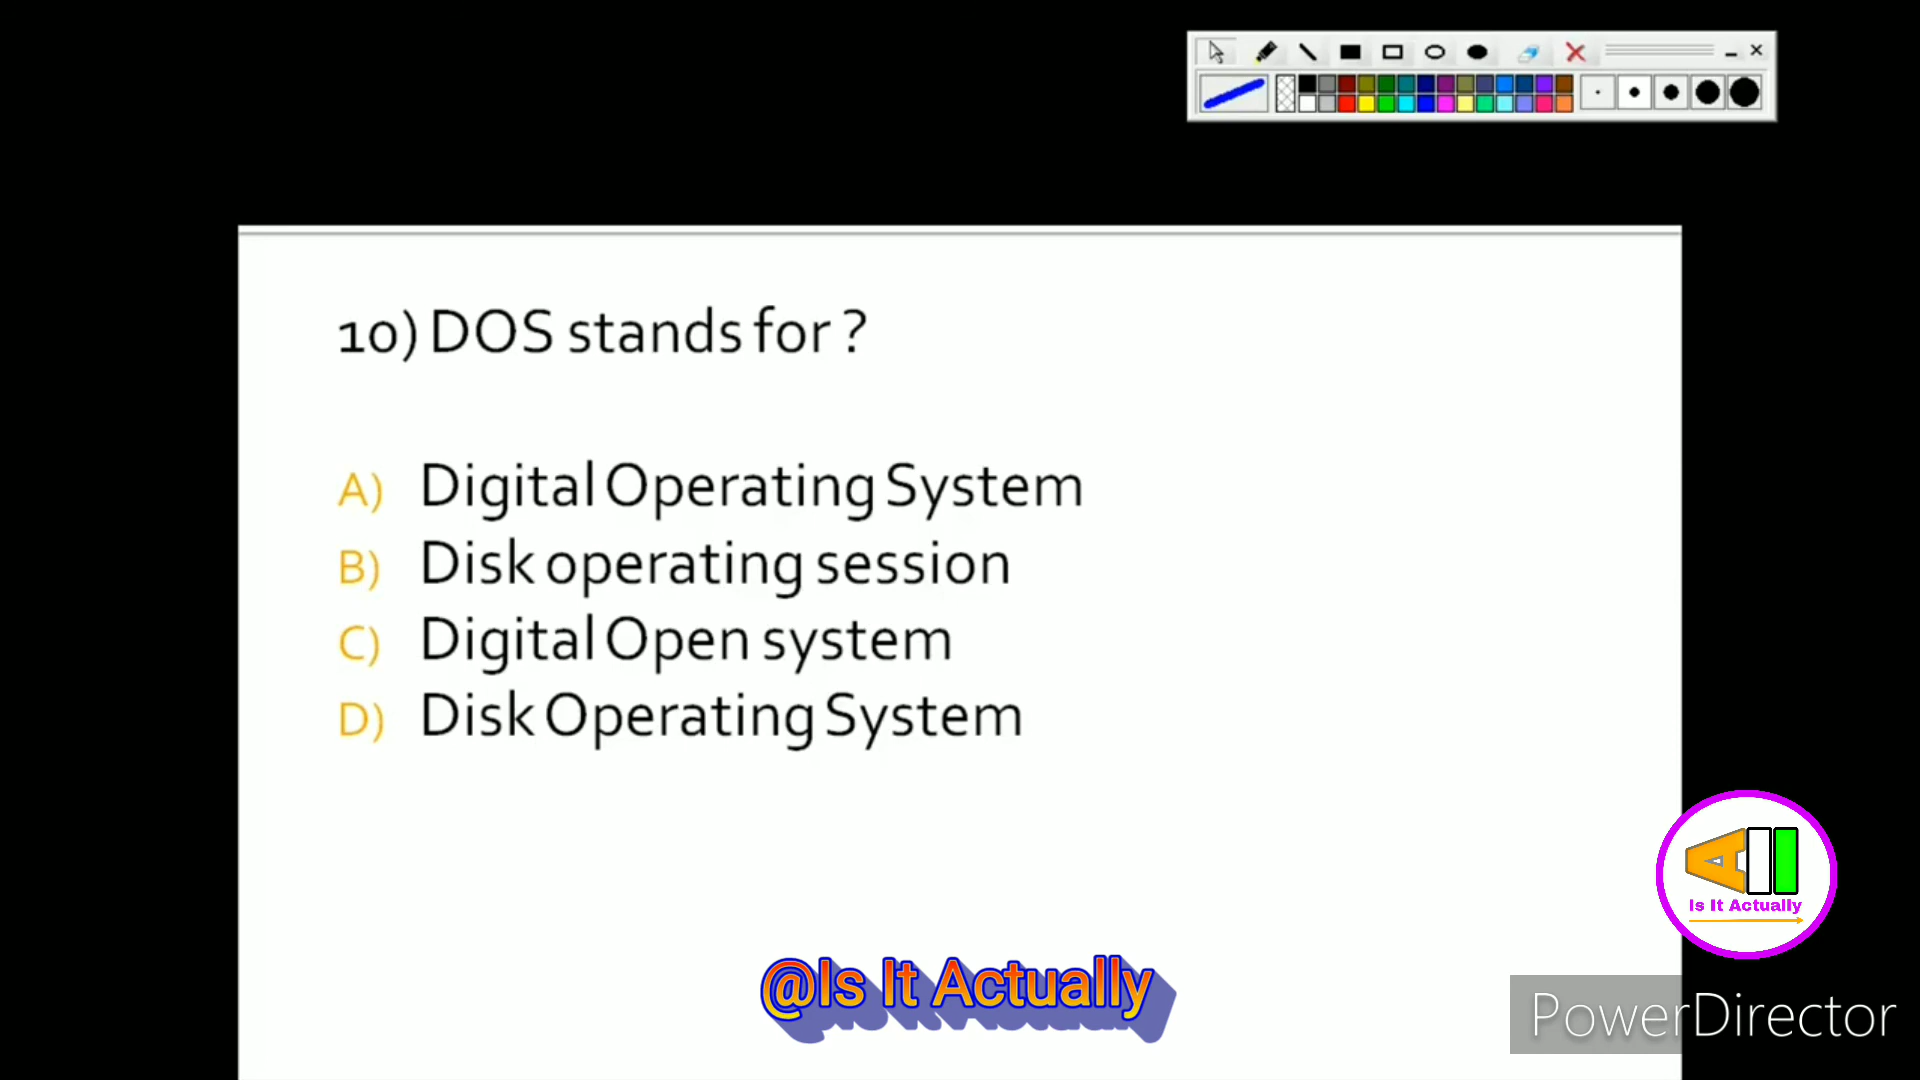 10) DOS stands for ?
A) Digital Operating System
B) Disk operating session
C) Digital Open system
D) Disk Operating System
Is It Actually
@Is It Actually
PowerDirector